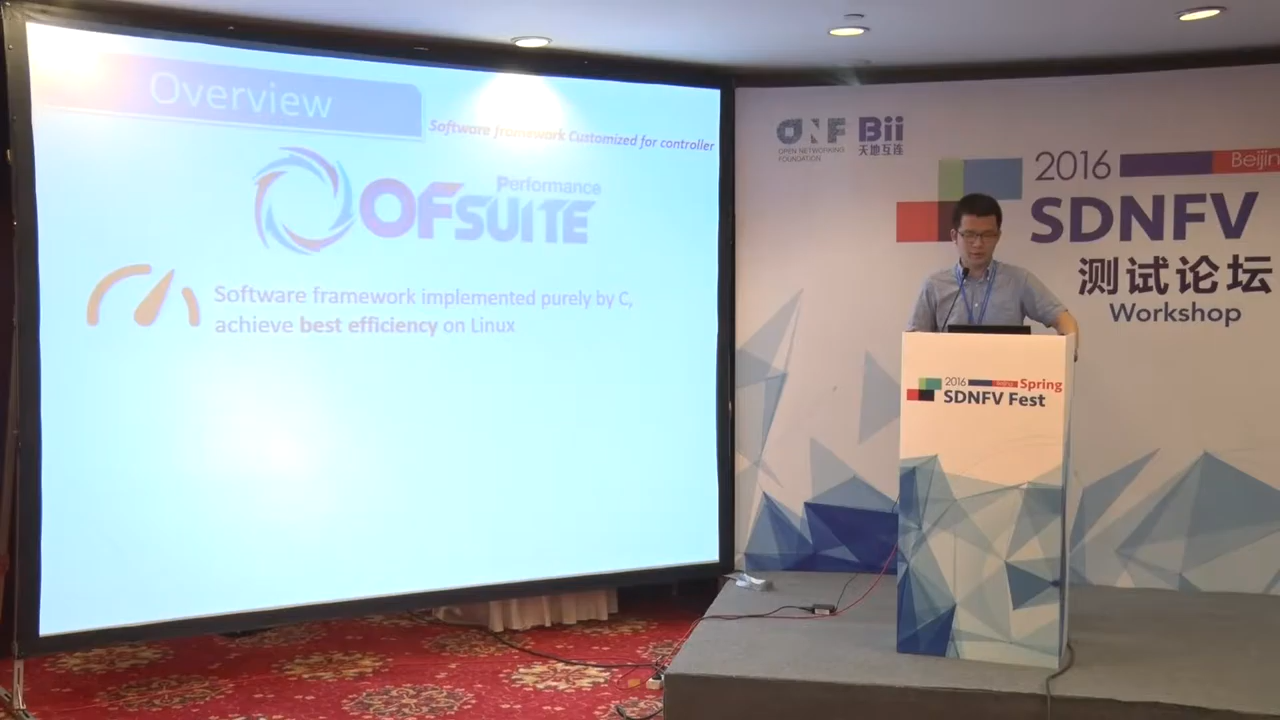 Overview
Software framework Customized for controller
Performance
OFSUITE
Software framework implemented purely by C,
achieve best efficiency on Linux
ONF
OPEN NETWORKING
FOUNDATION
Bii
天地互连
2016
Beijin
SDNFV
测试论坛
Workshop
2016
Spring
SDNFV Fest